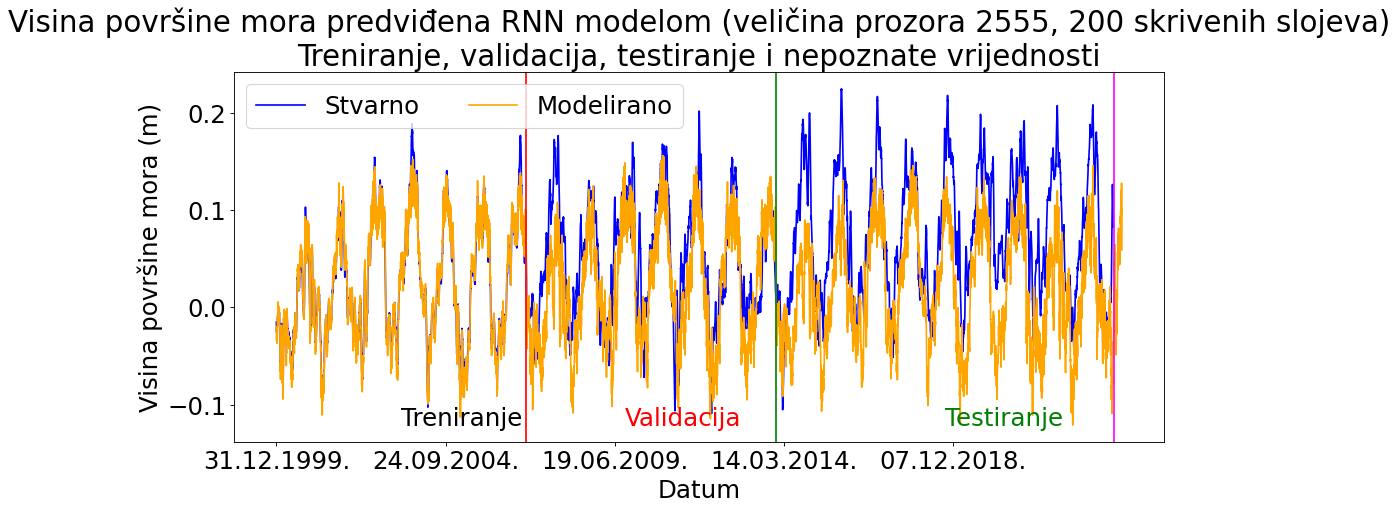 Visina površine mora predviđena RNN modelom (veličina prozora 2555, 200 skrivenih slojeva)
Treniranje, validacija, testiranje i nepoznate vrijednosti
Stvarno Modelirano
Visina površine mora (m)
0.2
0.1
0.0
−0.1
Treniranje Validacija Testiranje
31.12.1999. 24.09.2004. 19.06.2009. 14.03.2014. 07.12.2018.
Datum